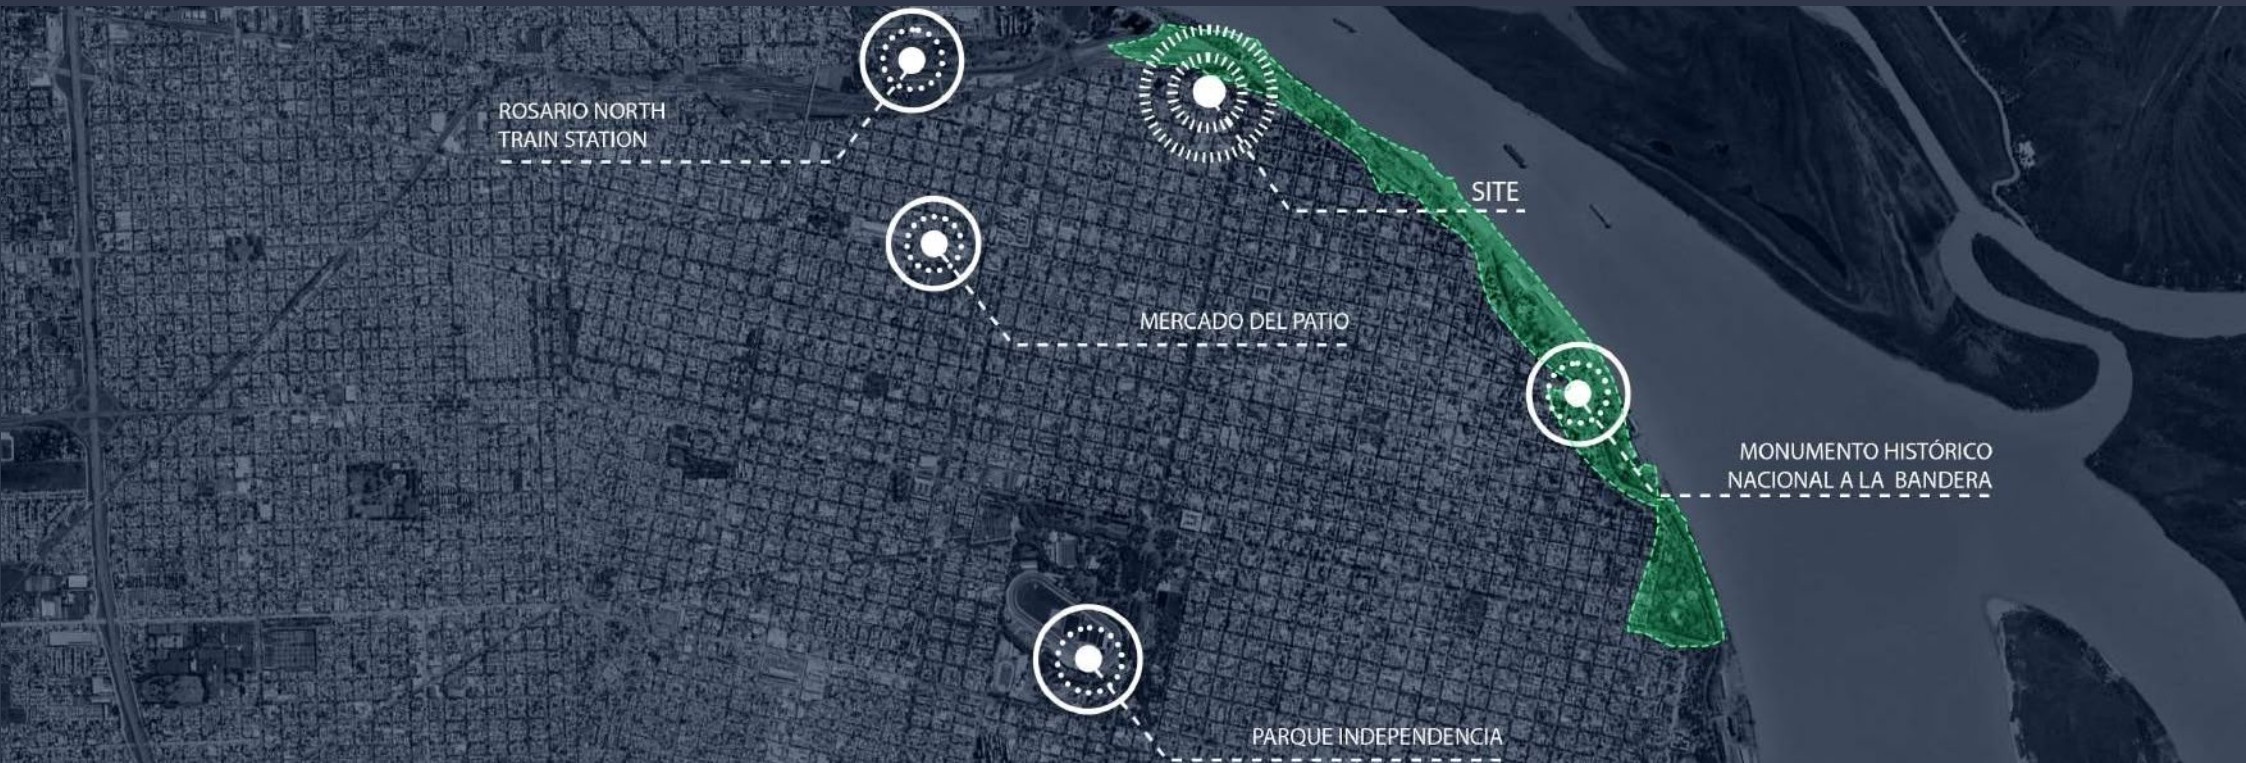 ROSARIO NORTH
TRAIN STATION
SITE
MERCADO DEL PATIO
MONUMENTO HISTÓRICO
NACIONAL A LA BANDERA
PARQUE INDEPENDENCIA